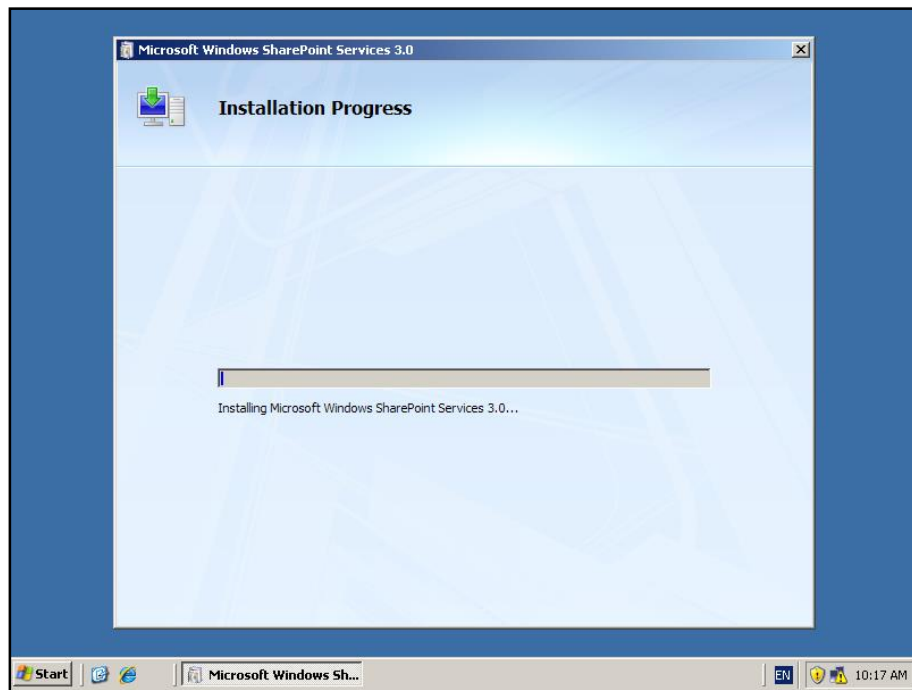 Microsoft Windows SharePoint Services 3.0
Installation Progress
Installing Microsoft Windows SharePoint Services 3.0...
Start
Microsoft Windows Sh...
EN
10:17 AM